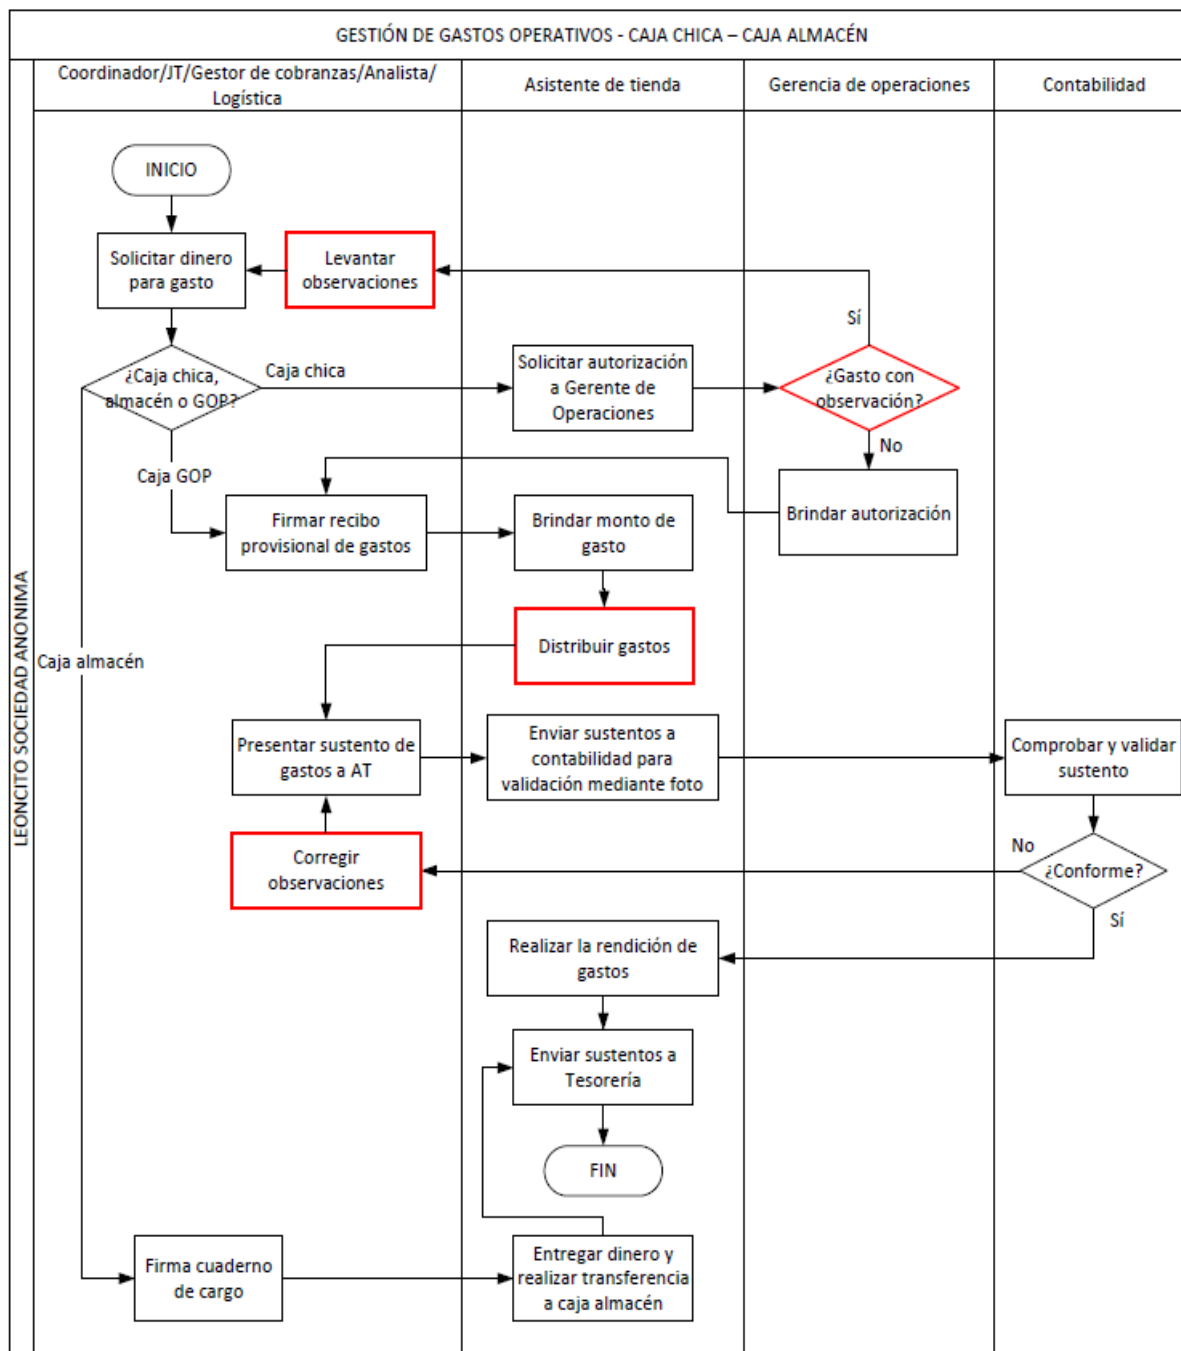 GESTIÓN DE GASTOS OPERATIVOS - CAJA CHICA – CAJA ALMACÉN
LEONCITO SOCIEDAD ANONIMA
Coordinador/JT/Gestor de cobranzas/Analista/
Logística
Asistente de tienda
Gerencia de operaciones
Contabilidad
INICIO
Solicitar dinero
para gasto
Levantar
observaciones
Sí
¿Caja chica,
almacén o GOP?
Caja chica
Solicitar autorización
a Gerente de
Operaciones
¿Gasto con
observación?
No
Caja GOP
Firmar recibo
provisional de gastos
Brindar monto de
gasto
Brindar autorización
Distribuir gastos
Caja almacén
Presentar sustento de
gastos a AT
Enviar sustentos a
contabilidad para
validación mediante foto
Comprobar y validar
sustento
Corregir
observaciones
No
¿Conforme?
Sí
Realizar la rendición de
gastos
Enviar sustentos a
Tesorería
FIN
Firma cuaderno
de cargo
Entregar dinero y
realizar transferencia
a caja almacén